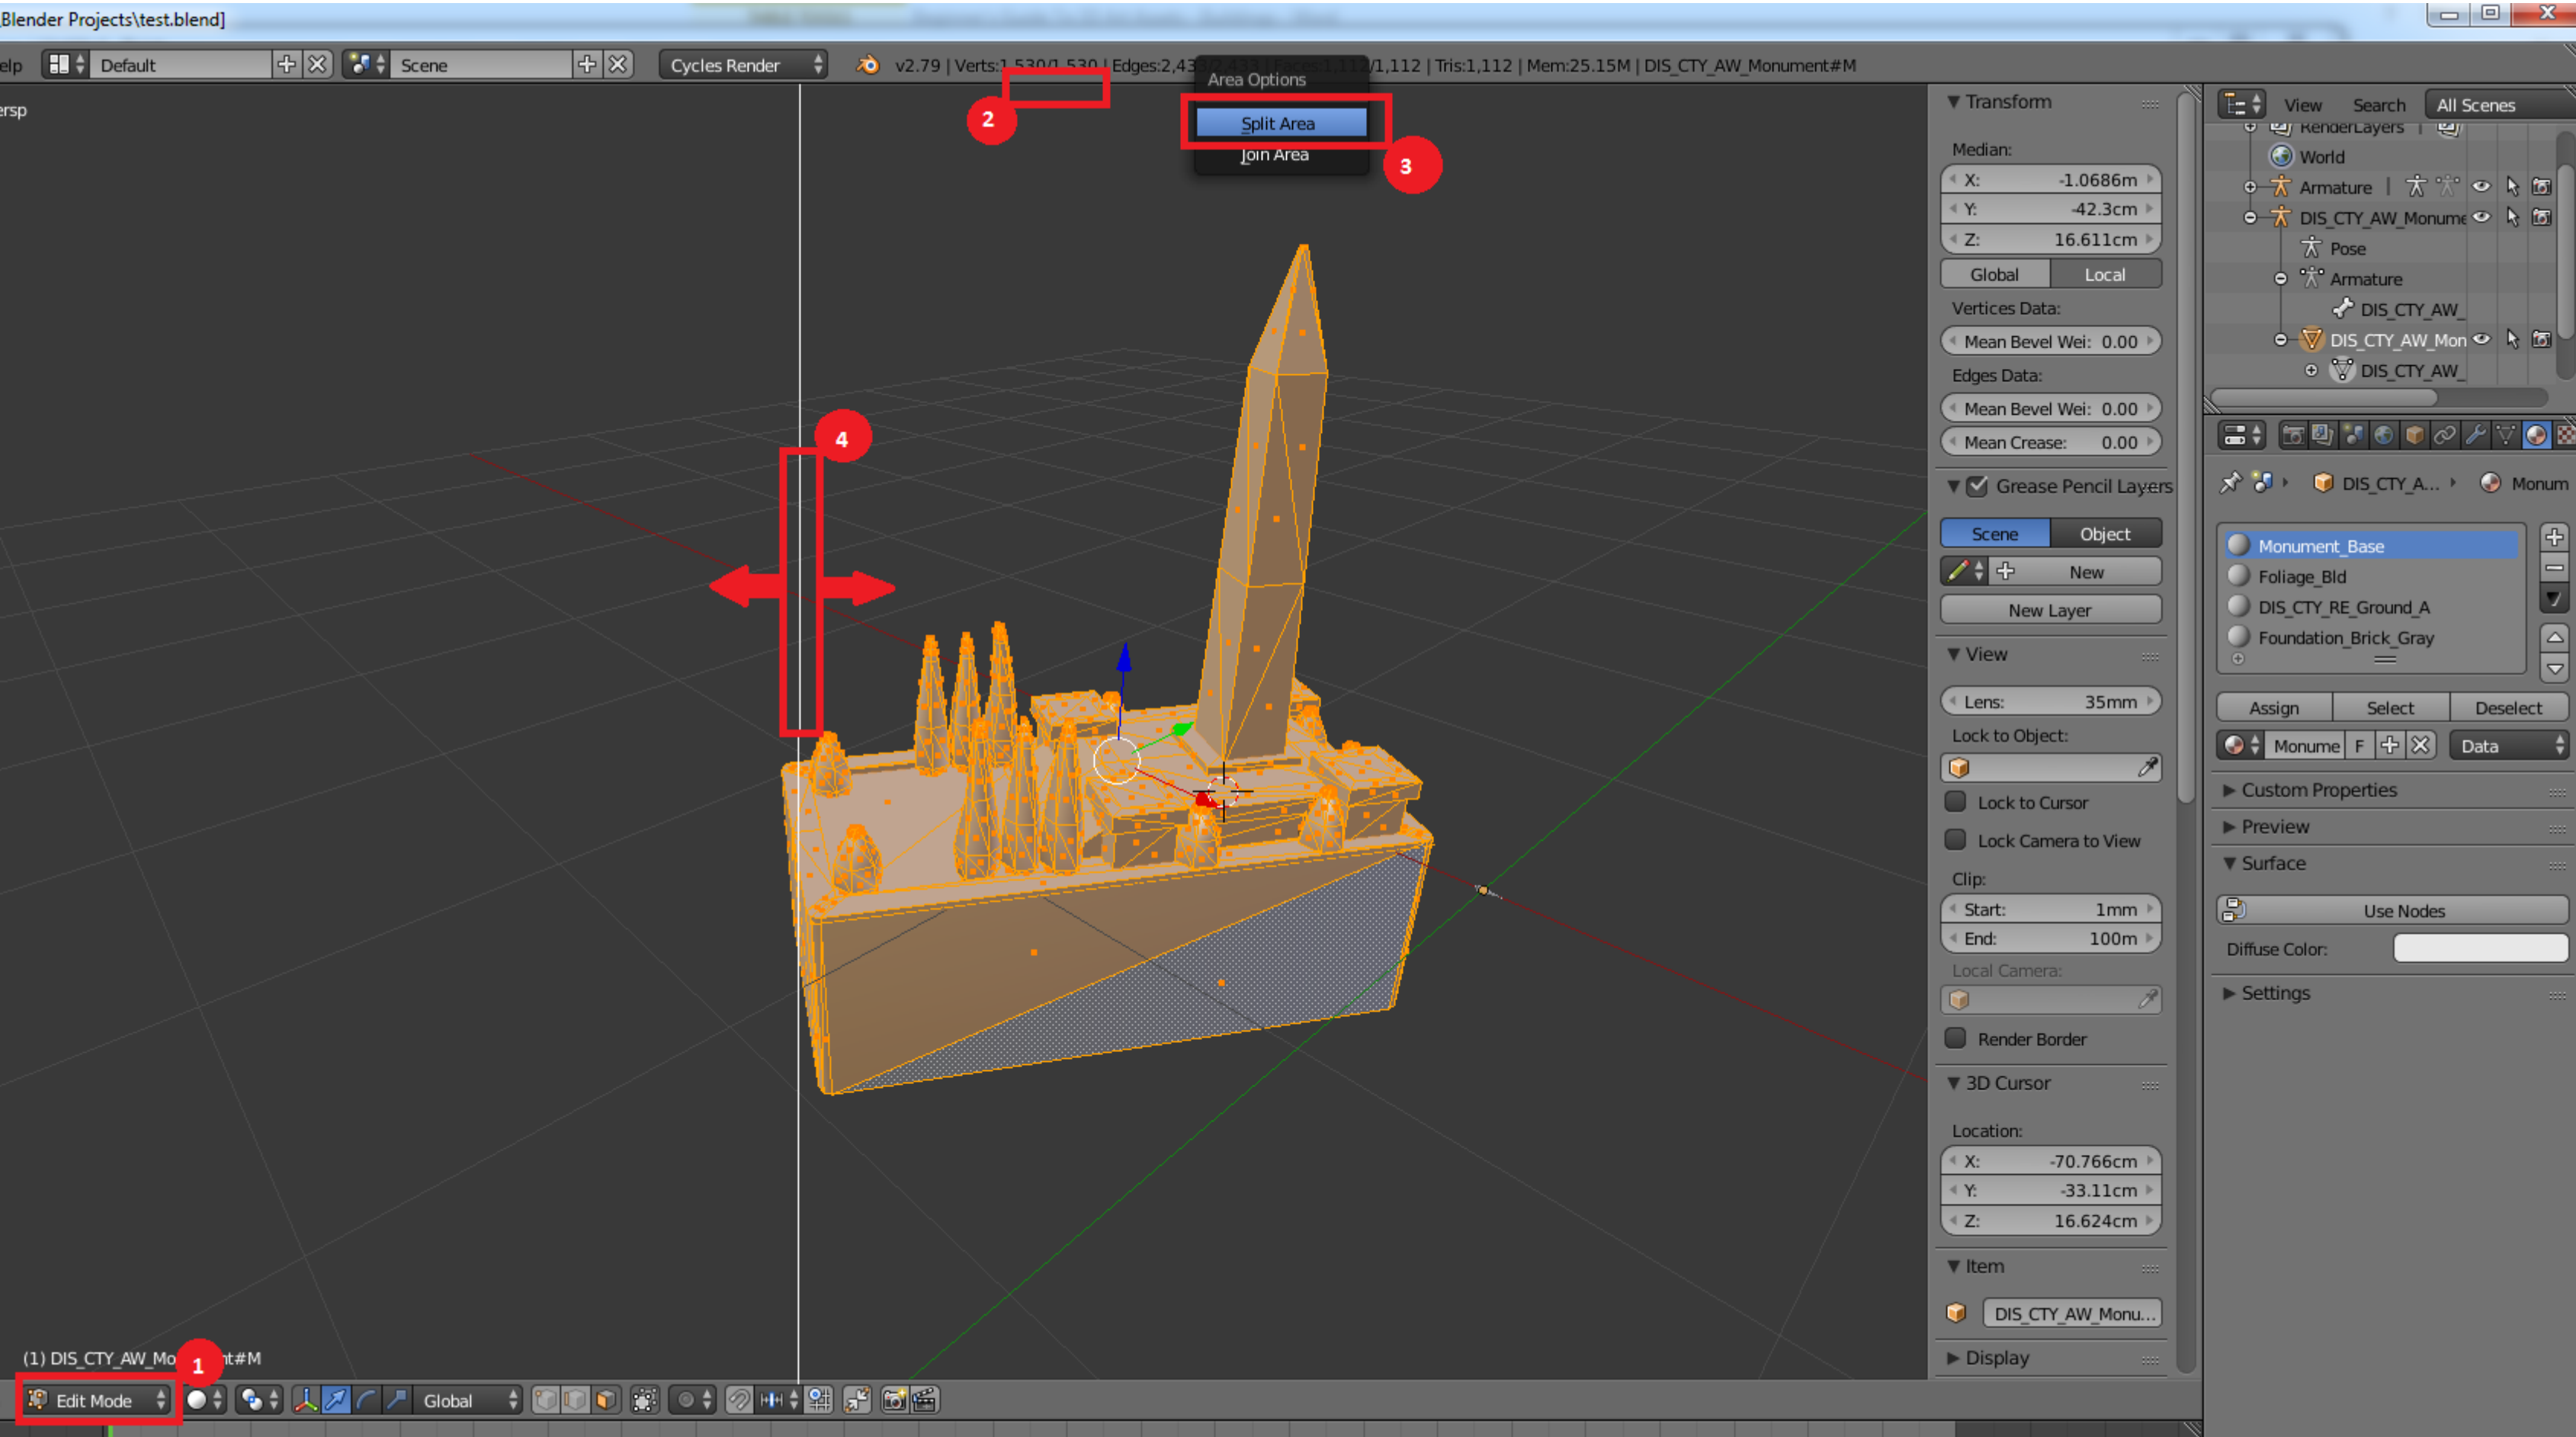 Blender Projects\test.blend]
elp
Default
Scene
Cycles Render
v2.79 | Verts:1,530/1,530 | Edges:2,433/2,433 | Faces:1,112/1,112 | Tris:1,112 | Mem:25.15M | DIS_CTY_AW_Monument#M
ersp
2
Area Options
Split Area
Join Area
3
4
(1) DIS_CTY_AW_Mo nt#M
1
Edit Mode
Global
Transform
Median:
X: -1.0686m
Y: -42.3cm
Z: 16.611cm
Global Local
Vertices Data:
Mean Bevel Wei: 0.00
Edges Data:
Mean Bevel Wei: 0.00
Mean Crease: 0.00
Grease Pencil Layers
Scene Object
New
New Layer
View
Lens: 35mm
Lock to Object:
Lock to Cursor
Lock Camera to View
Clip:
Start: 1mm
End: 100m
Local Camera:
Render Border
3D Cursor
Location:
X: -70.766cm
Y: -33.11cm
Z: 16.624cm
Item
DIS_CTY_AW_Monu...
Display
View Search All Scenes
RenderLayers |
World
Armature |
DIS_CTY_AW_Monume
Pose
Armature
DIS_CTY_AW_
DIS_CTY_AW_Mon
DIS_CTY_AW_
DIS_CTY_A... Monum
Monument_Base
Foliage_Bld
DIS_CTY_RE_Ground_A
Foundation_Brick_Gray
Assign Select Deselect
Monume F Data
Custom Properties
Preview
Surface
Use Nodes
Diffuse Color:
Settings